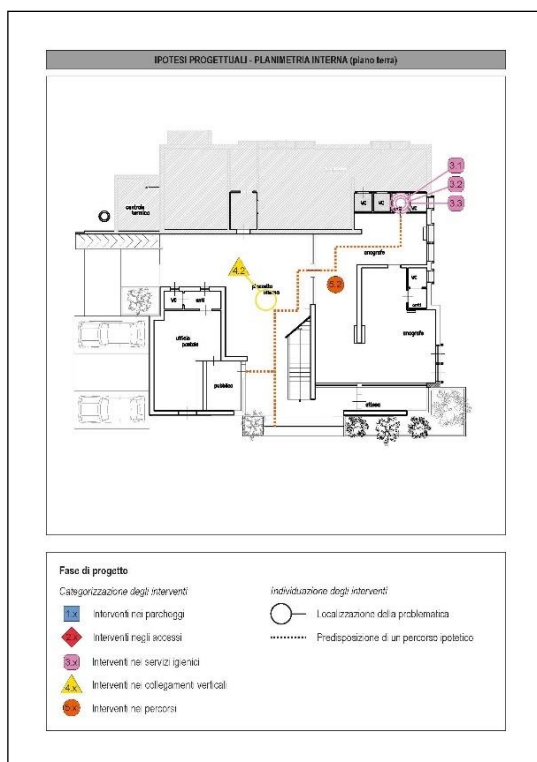 IPOTESI PROGETTUALI - PLANIMETRIA INTERNA (piano terra)
3.1
3.2
3.3
centrale
termica
wc
wc
wc
anagrafe
4.2
piazzetta
interna
5.2
wc
anti
wc
anti
ufficio
postale
anagrafe
pubblico
attesa
Fase di progetto
Categorizzazione degli interventi
individuazione degli interventi
1.x Interventi nei parcheggi
Localizzazione della problematica
2.x Interventi negli accessi
Predisposizione di un percorso ipotetico
3.x Interventi nei servizi igienici
4.x Interventi nei collegamenti verticali
5.x Interventi nei percorsi